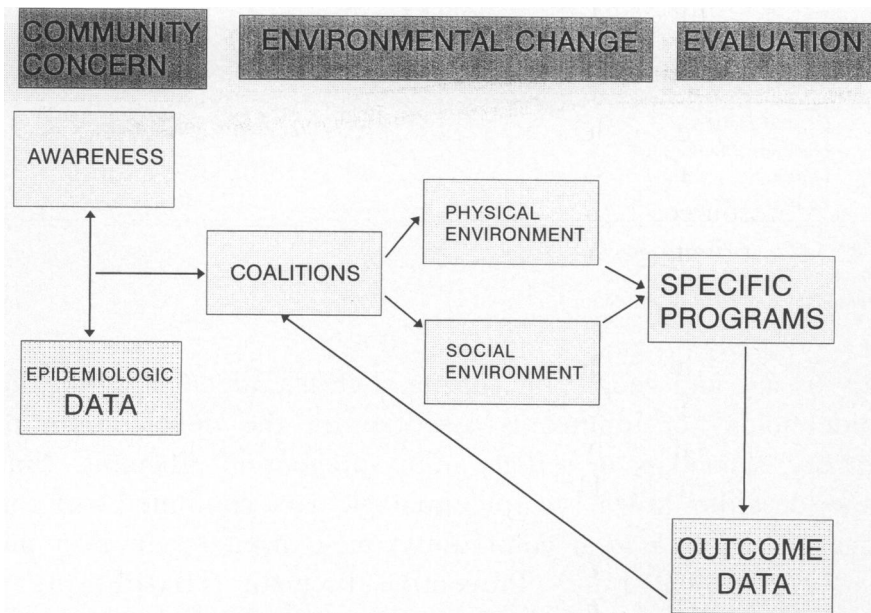 COMMUNITY
CONCERN
ENVIRONMENTAL CHANGE
EVALUATION
AWARENESS
PHYSICAL
ENVIRONMENT
COALITIONS
SPECIFIC
PROGRAMS
SOCIAL
ENVIRONMENT
EPIDEMIOLOGIC
DATA
OUTCOME
DATA